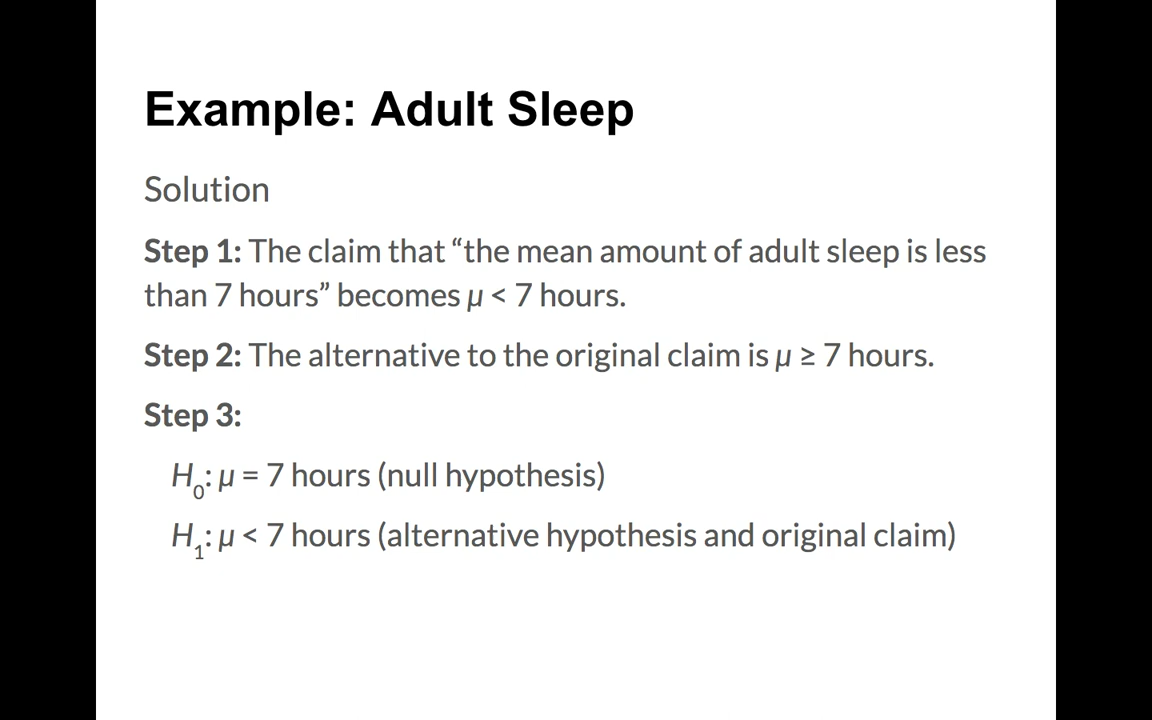 Example: Adult Sleep
Solution
Step 1: The claim that “the mean amount of adult sleep is less
than 7 hours” becomes μ < 7 hours.
Step 2: The alternative to the original claim is μ ≥ 7 hours.
Step 3:
H₀: μ = 7 hours (null hypothesis)
H₁: μ < 7 hours (alternative hypothesis and original claim)